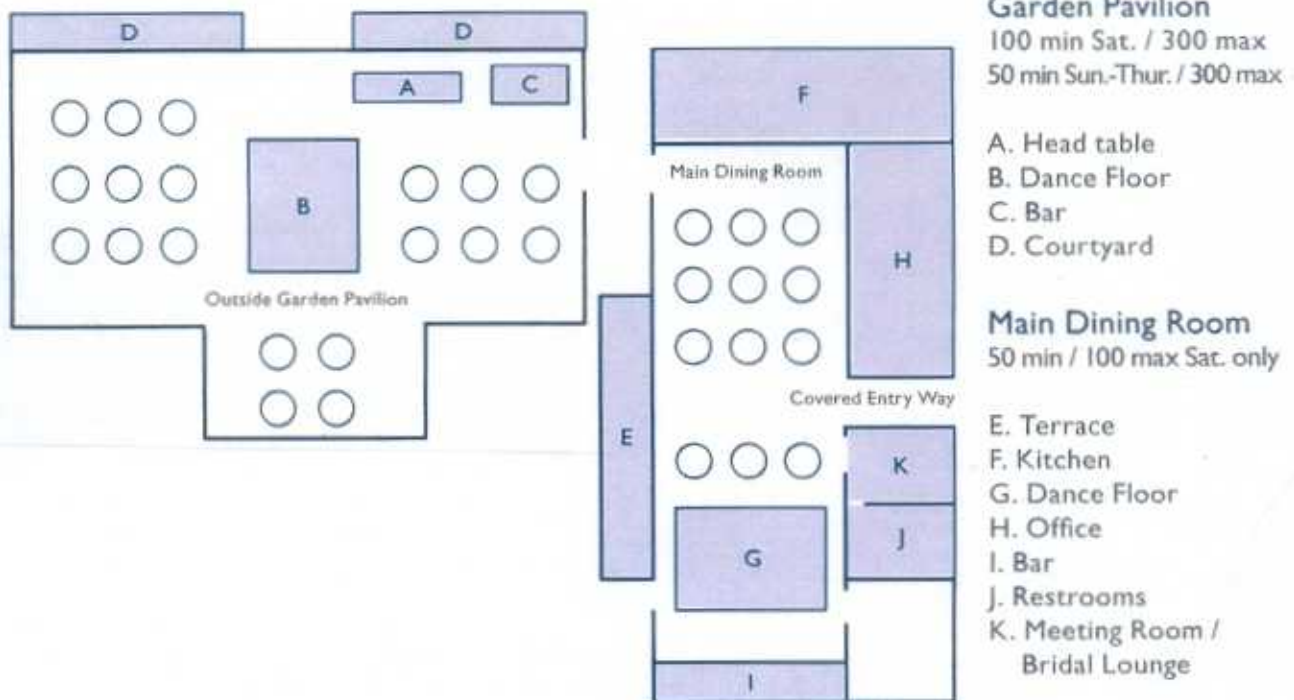 D
D
A
C
B
Outside Garden Pavilion
F
Main Dining Room
H
Covered Entry Way
E
K
J
G
I
Garden Pavilion
100 min Sat. / 300 max
50 min Sun.-Thur. / 300 max
A. Head table
B. Dance Floor
C. Bar
D. Courtyard
Main Dining Room
50 min / 100 max Sat. only
E. Terrace
F. Kitchen
G. Dance Floor
H. Office
I. Bar
J. Restrooms
K. Meeting Room /
Bridal Lounge